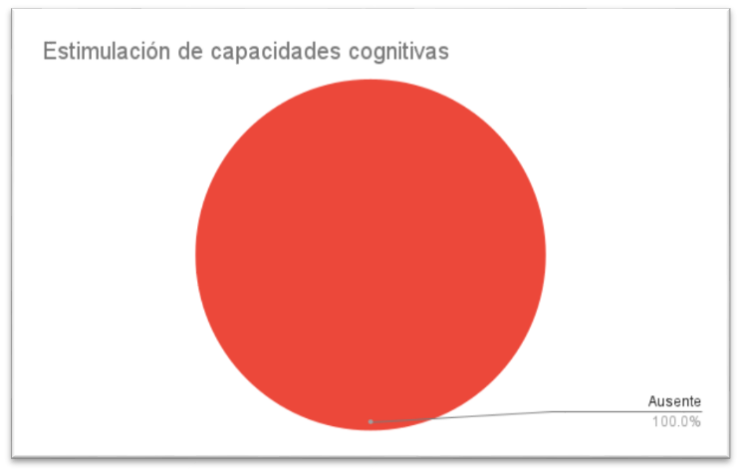 Estimulación de capacidades cognitivas
Ausente
100.0%